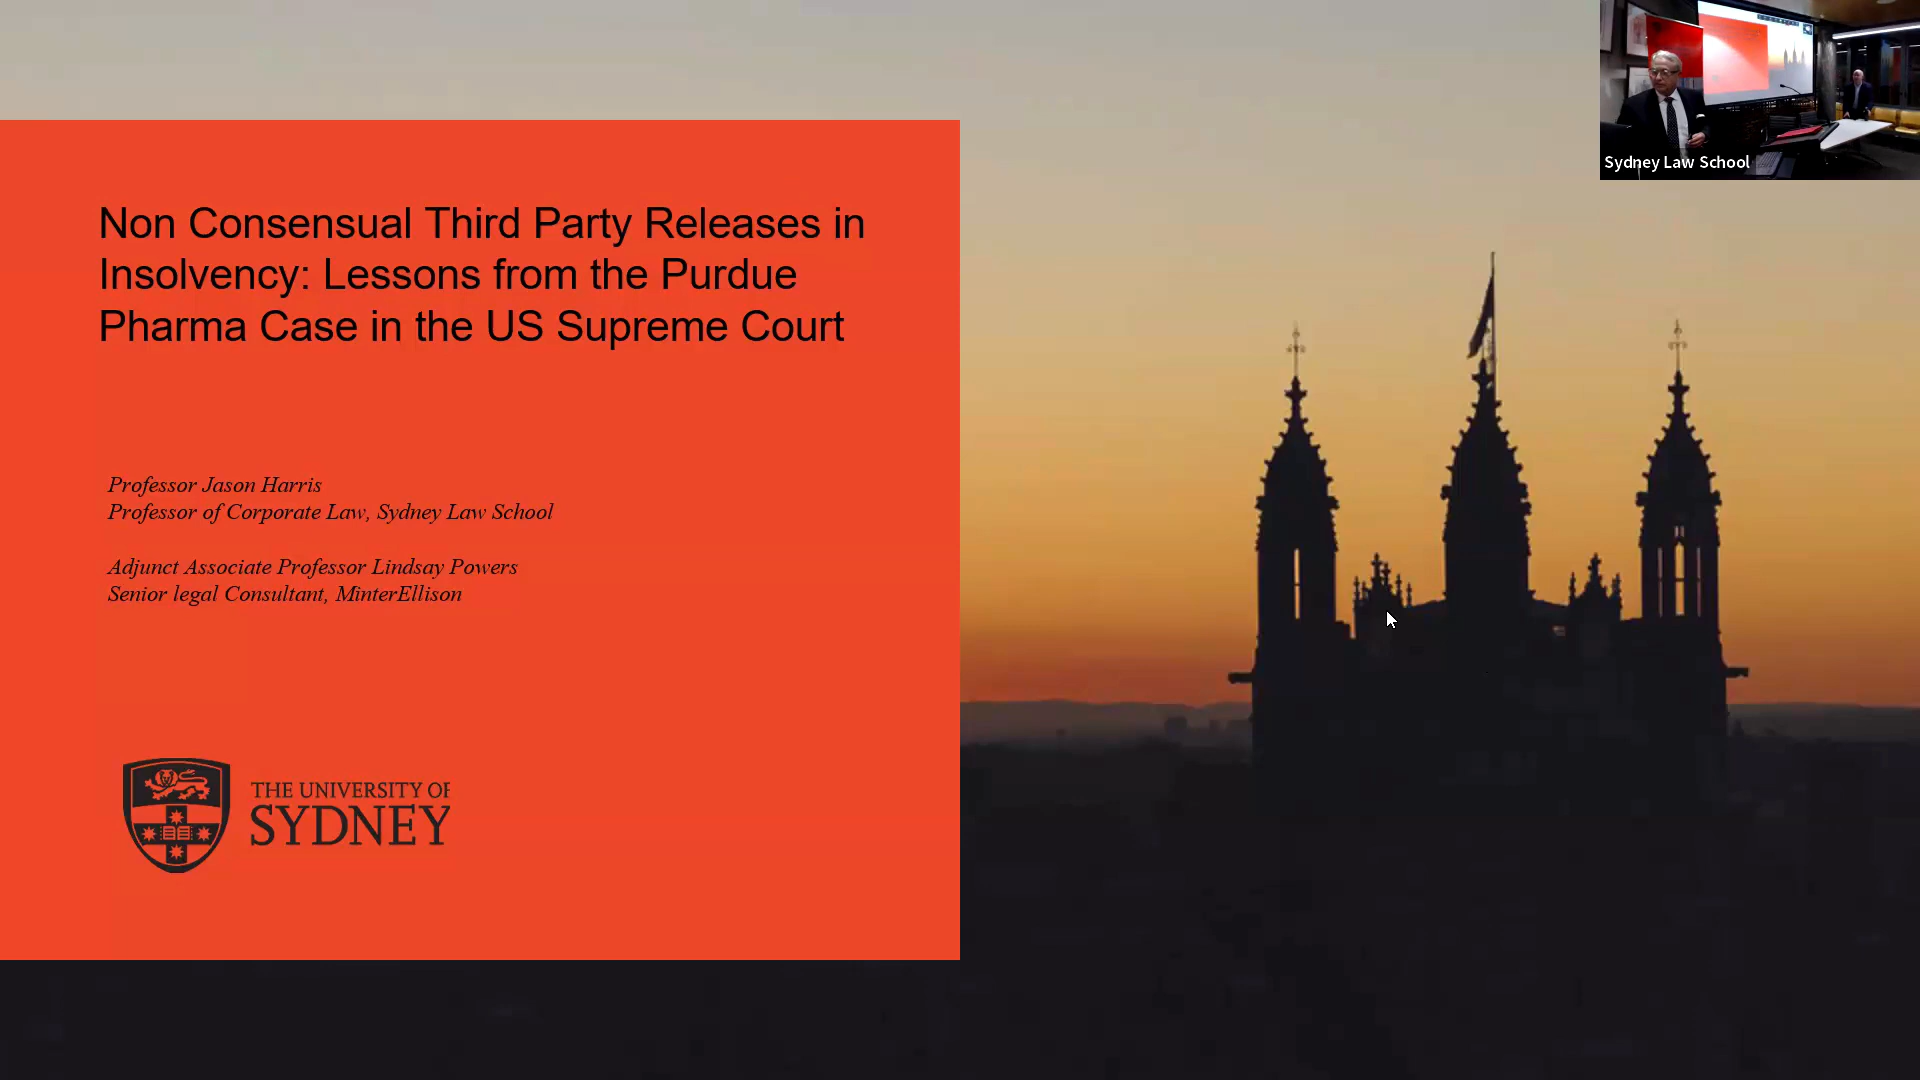 Sydney Law School
Non Consensual Third Party Releases in
Insolvency: Lessons from the Purdue
Pharma Case in the US Supreme Court
Professor Jason Harris
Professor of Corporate Law, Sydney Law School
Adjunct Associate Professor Lindsay Powers
Senior legal Consultant, MinterEllison
THE UNIVERSITY OF
SYDNEY